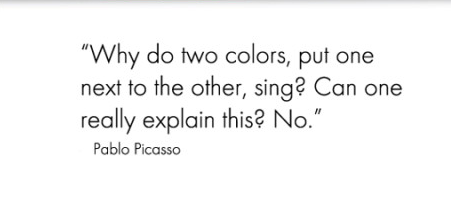 “Why do two colors, put one
next to the other, sing? Can one
really explain this? No.”
Pablo Picasso